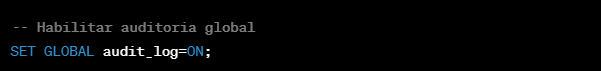 -- Habilitar auditoria global
SET GLOBAL audit_log=ON;